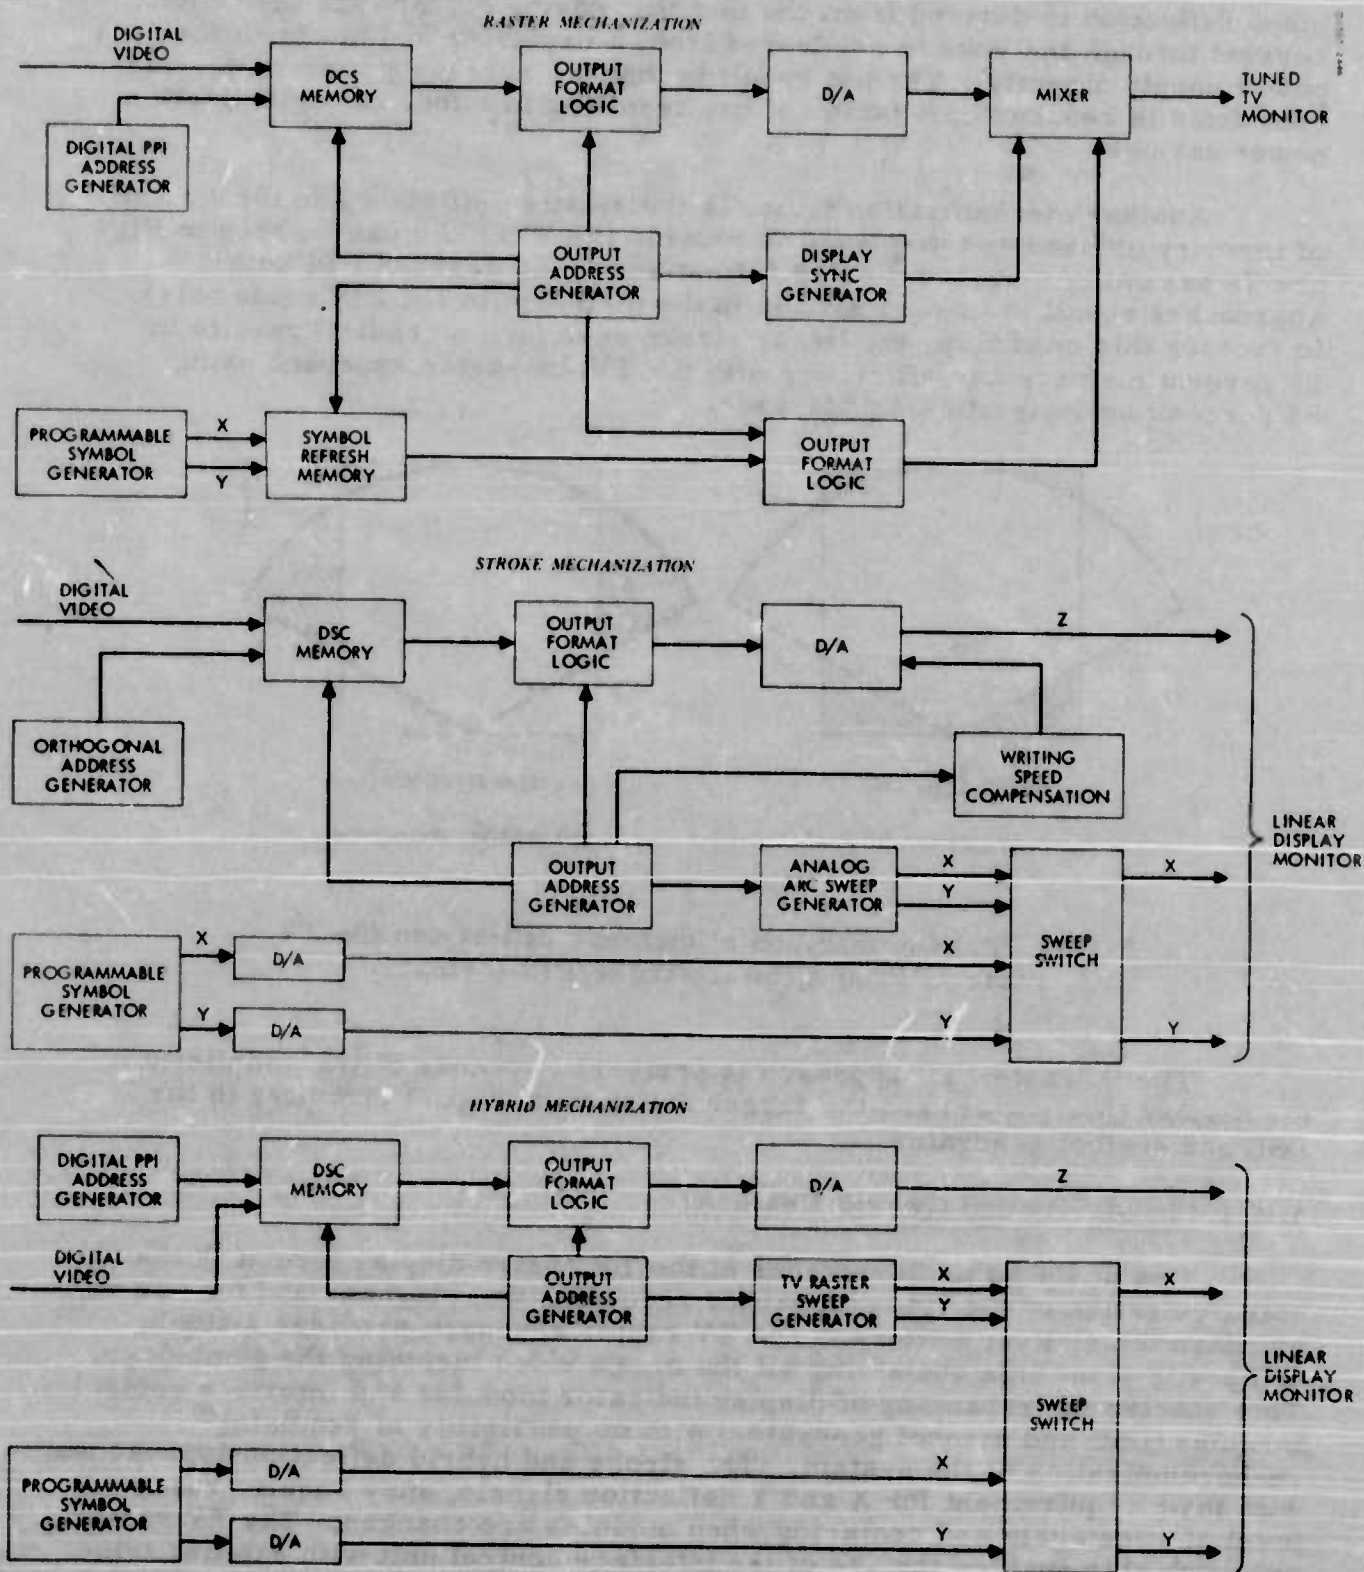 RASTER MECHANIZATION
DIGITAL
VIDEO
DCS
MEMORY
OUTPUT
FORMAT
LOGIC
D/A
MIXER
TUNED
TV
MONITOR
DIGITAL PPI
ADDRESS
GENERATOR
OUTPUT
ADDRESS
GENERATOR
DISPLAY
SYNC
GENERATOR
PROGRAMMABLE
SYMBOL
GENERATOR
X
Y
SYMBOL
REFRESH
MEMORY
OUTPUT
FORMAT
LOGIC
STROKE MECHANIZATION
DIGITAL
VIDEO
DSC
MEMORY
OUTPUT
FORMAT
LOGIC
D/A
Z
ORTHOGONAL
ADDRESS
GENERATOR
WRITING
SPEED
COMPENSATION
OUTPUT
ADDRESS
GENERATOR
ANALOG
ARC SWEEP
GENERATOR
X
Y
X
LINEAR
DISPLAY
MONITOR
PROGRAMMABLE
SYMBOL
GENERATOR
X
D/A
X
SWEEP
SWITCH
Y
D/A
Y
Y
HYBRID MECHANIZATION
DIGITAL PPI
ADDRESS
GENERATOR
DSC
MEMORY
OUTPUT
FORMAT
LOGIC
D/A
Z
DIGITAL
VIDEO
OUTPUT
ADDRESS
GENERATOR
TV RASTER
SWEEP
GENERATOR
X
Y
X
LINEAR
DISPLAY
MONITOR
SWEEP
SWITCH
PROGRAMMABLE
SYMBOL
GENERATOR
D/A
X
D/A
Y
Y